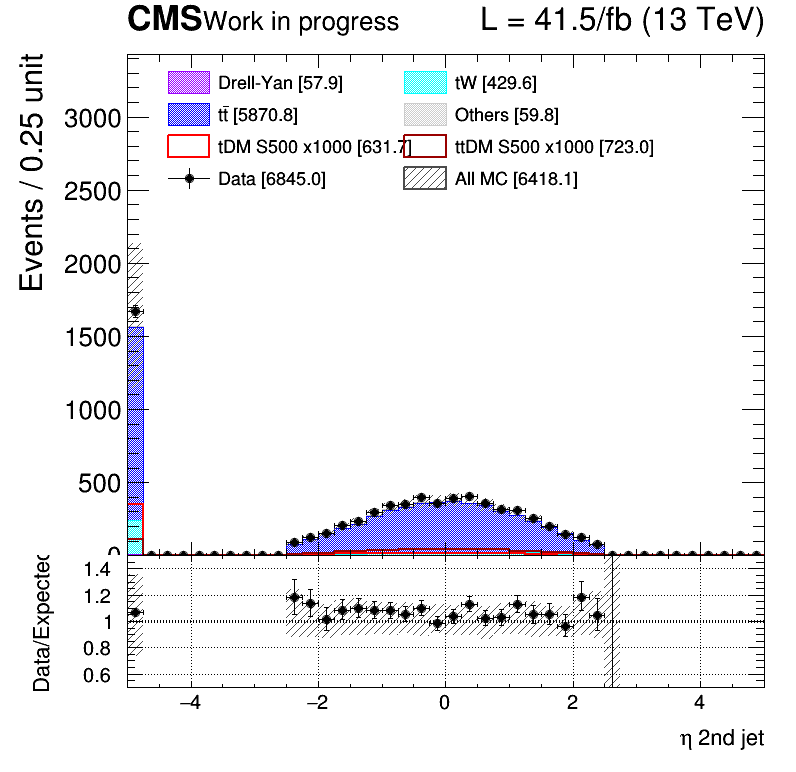 CMS Work in progress L = 41.5/fb (13 TeV)
Events / 0.25 unit
Drell-Yan [57.9] tW [429.6]
tt̄ [5870.8] Others [59.8]
tDM S500 x1000 [631.7] ttDM S500 x1000 [723.0]
Data [6845.0] All MC [6418.1]
3000
2500
2000
1500
1000
500
0
Data/Expected
1.4
1.2
1
0.8
0.6
−4 −2 0 2 4
η 2nd jet